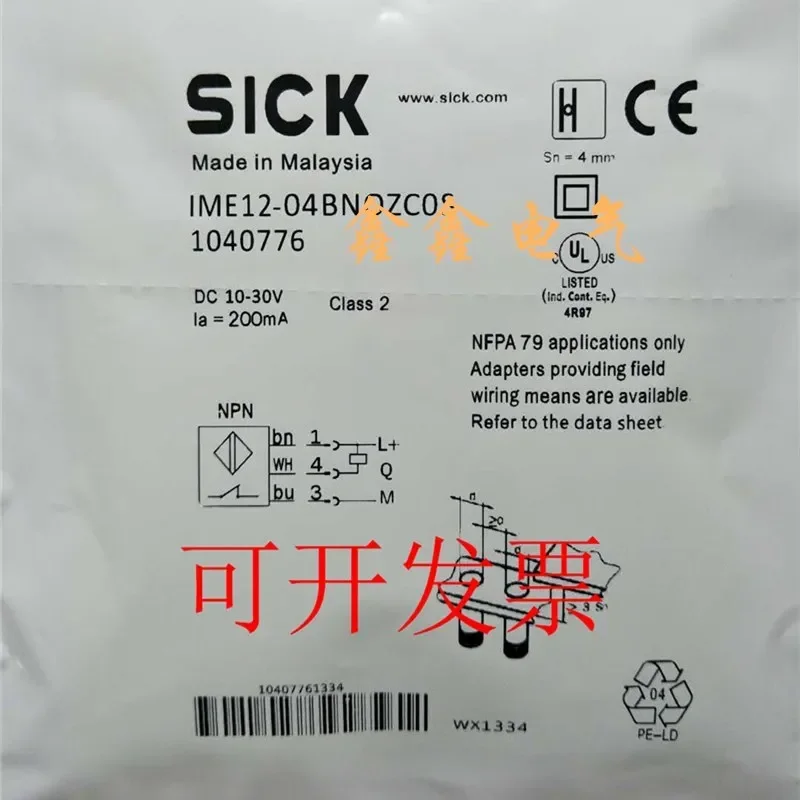 SICK
www.sick.com
CE
Made in Malaysia
Sn = 4 mm
1040776
鑫鑫电气
C UL US
LISTED
(Ind. Cont. Eq.)
4R97
DC 10-30V
Ia = 200mA
Class 2
NFPA 79 applications only
Adapters providing field
wiring means are available
Refer to the data sheet
NPN
bn 1 L+
WH 4 Q
bu 3 M
可开发票
10407761334
WX1334
04
PE-LD